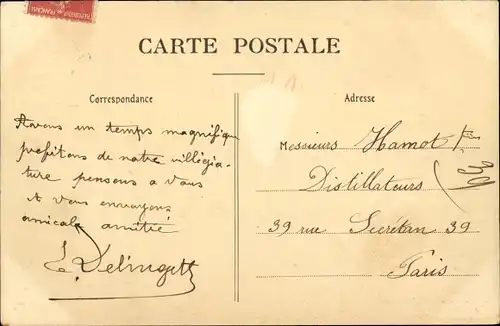 CARTE POSTALE
Correspondance
Avons un temps magnifique
profitons de notre villégia-
ture pensons a vous
et vous envoyons
amicale amitié
Adresse
Messieurs Hamot
Distillateurs
39 rue Secrétan 39
Paris